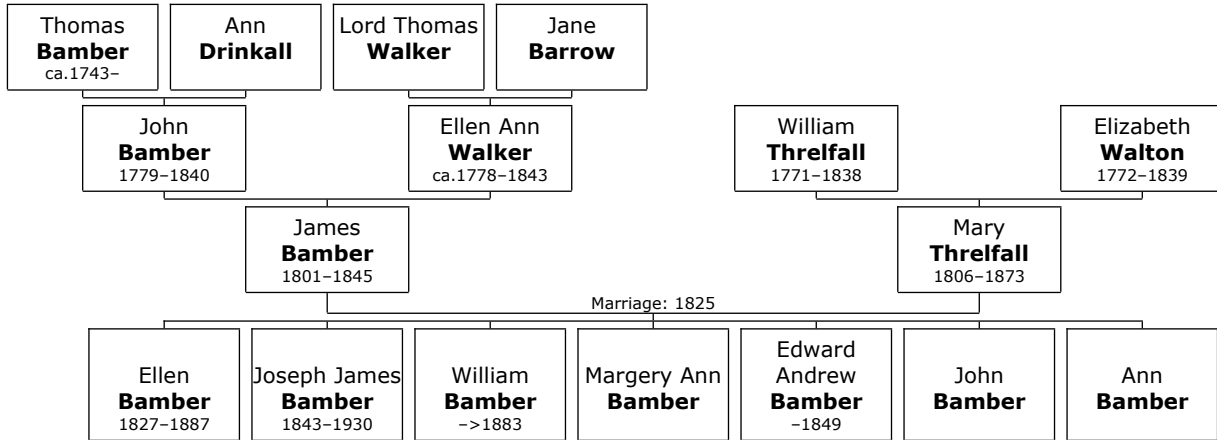 Thomas
Bamber
ca.1743–
Ann
Drinkall
Lord Thomas
Walker
Jane
Barrow
John
Bamber
1779–1840
Ellen Ann
Walker
ca.1778–1843
William
Threlfall
1771–1838
Elizabeth
Walton
1772–1839
James
Bamber
1801–1845
Mary
Threlfall
1806–1873
Marriage: 1825
Ellen
Bamber
1827–1887
Joseph James
Bamber
1843–1930
William
Bamber
–>1883
Margery Ann
Bamber
Edward
Andrew
Bamber
–1849
John
Bamber
Ann
Bamber